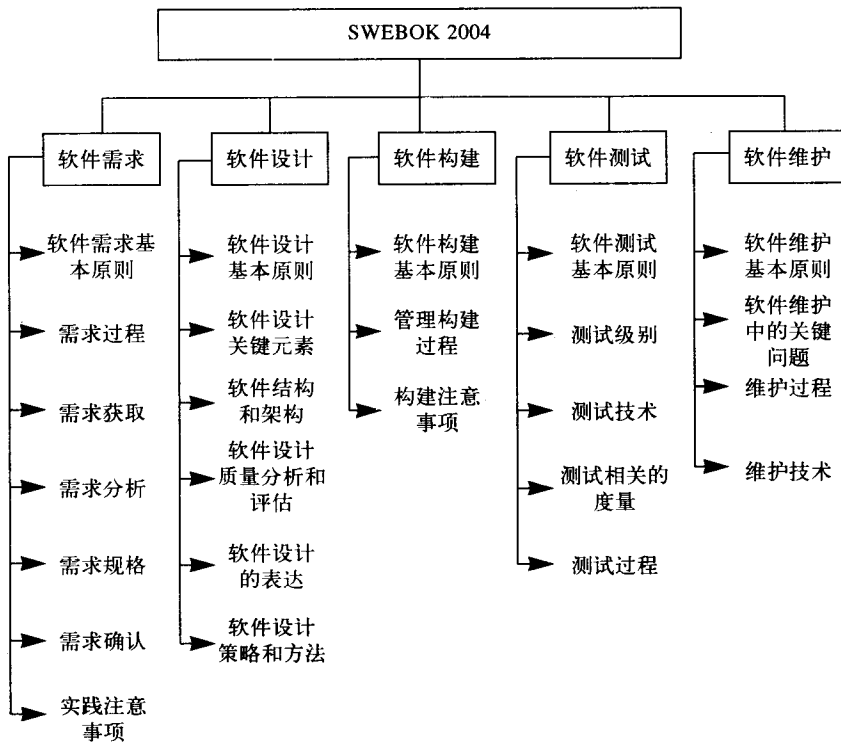 SWEBOK 2004
软件需求
软件设计
软件构建
软件测试
软件维护
软件需求基
本原则
需求过程
需求获取
需求分析
需求规格
需求确认
实践注意
事项
软件设计
基本原则
软件设计
关键元素
软件结构
和架构
软件设计
质量分析和
评估
软件设计
的表达
软件设计
策略和方法
软件构建
基本原则
管理构建
过程
构建注意
事项
软件测试
基本原则
测试级别
测试技术
测试相关的
度量
测试过程
软件维护
基本原则
软件维护
中的关键
问题
维护过程
维护技术